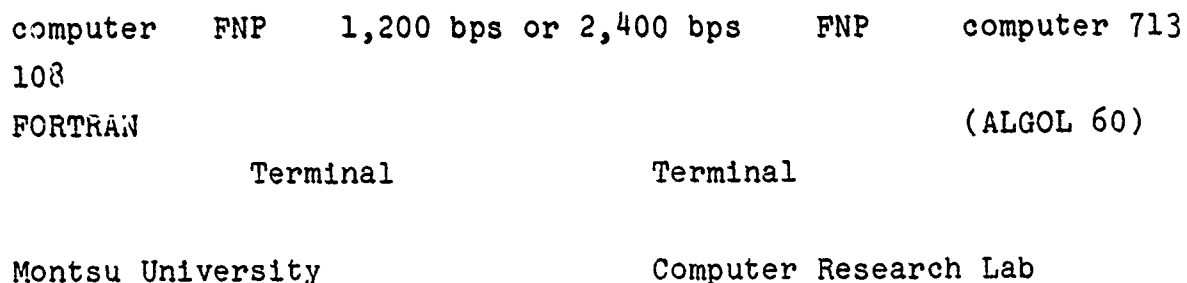 computer FNP 1,200 bps or 2,400 bps FNP computer 713
108
FORTRAN (ALGOL 60)
Terminal Terminal
Montsu University Computer Research Lab